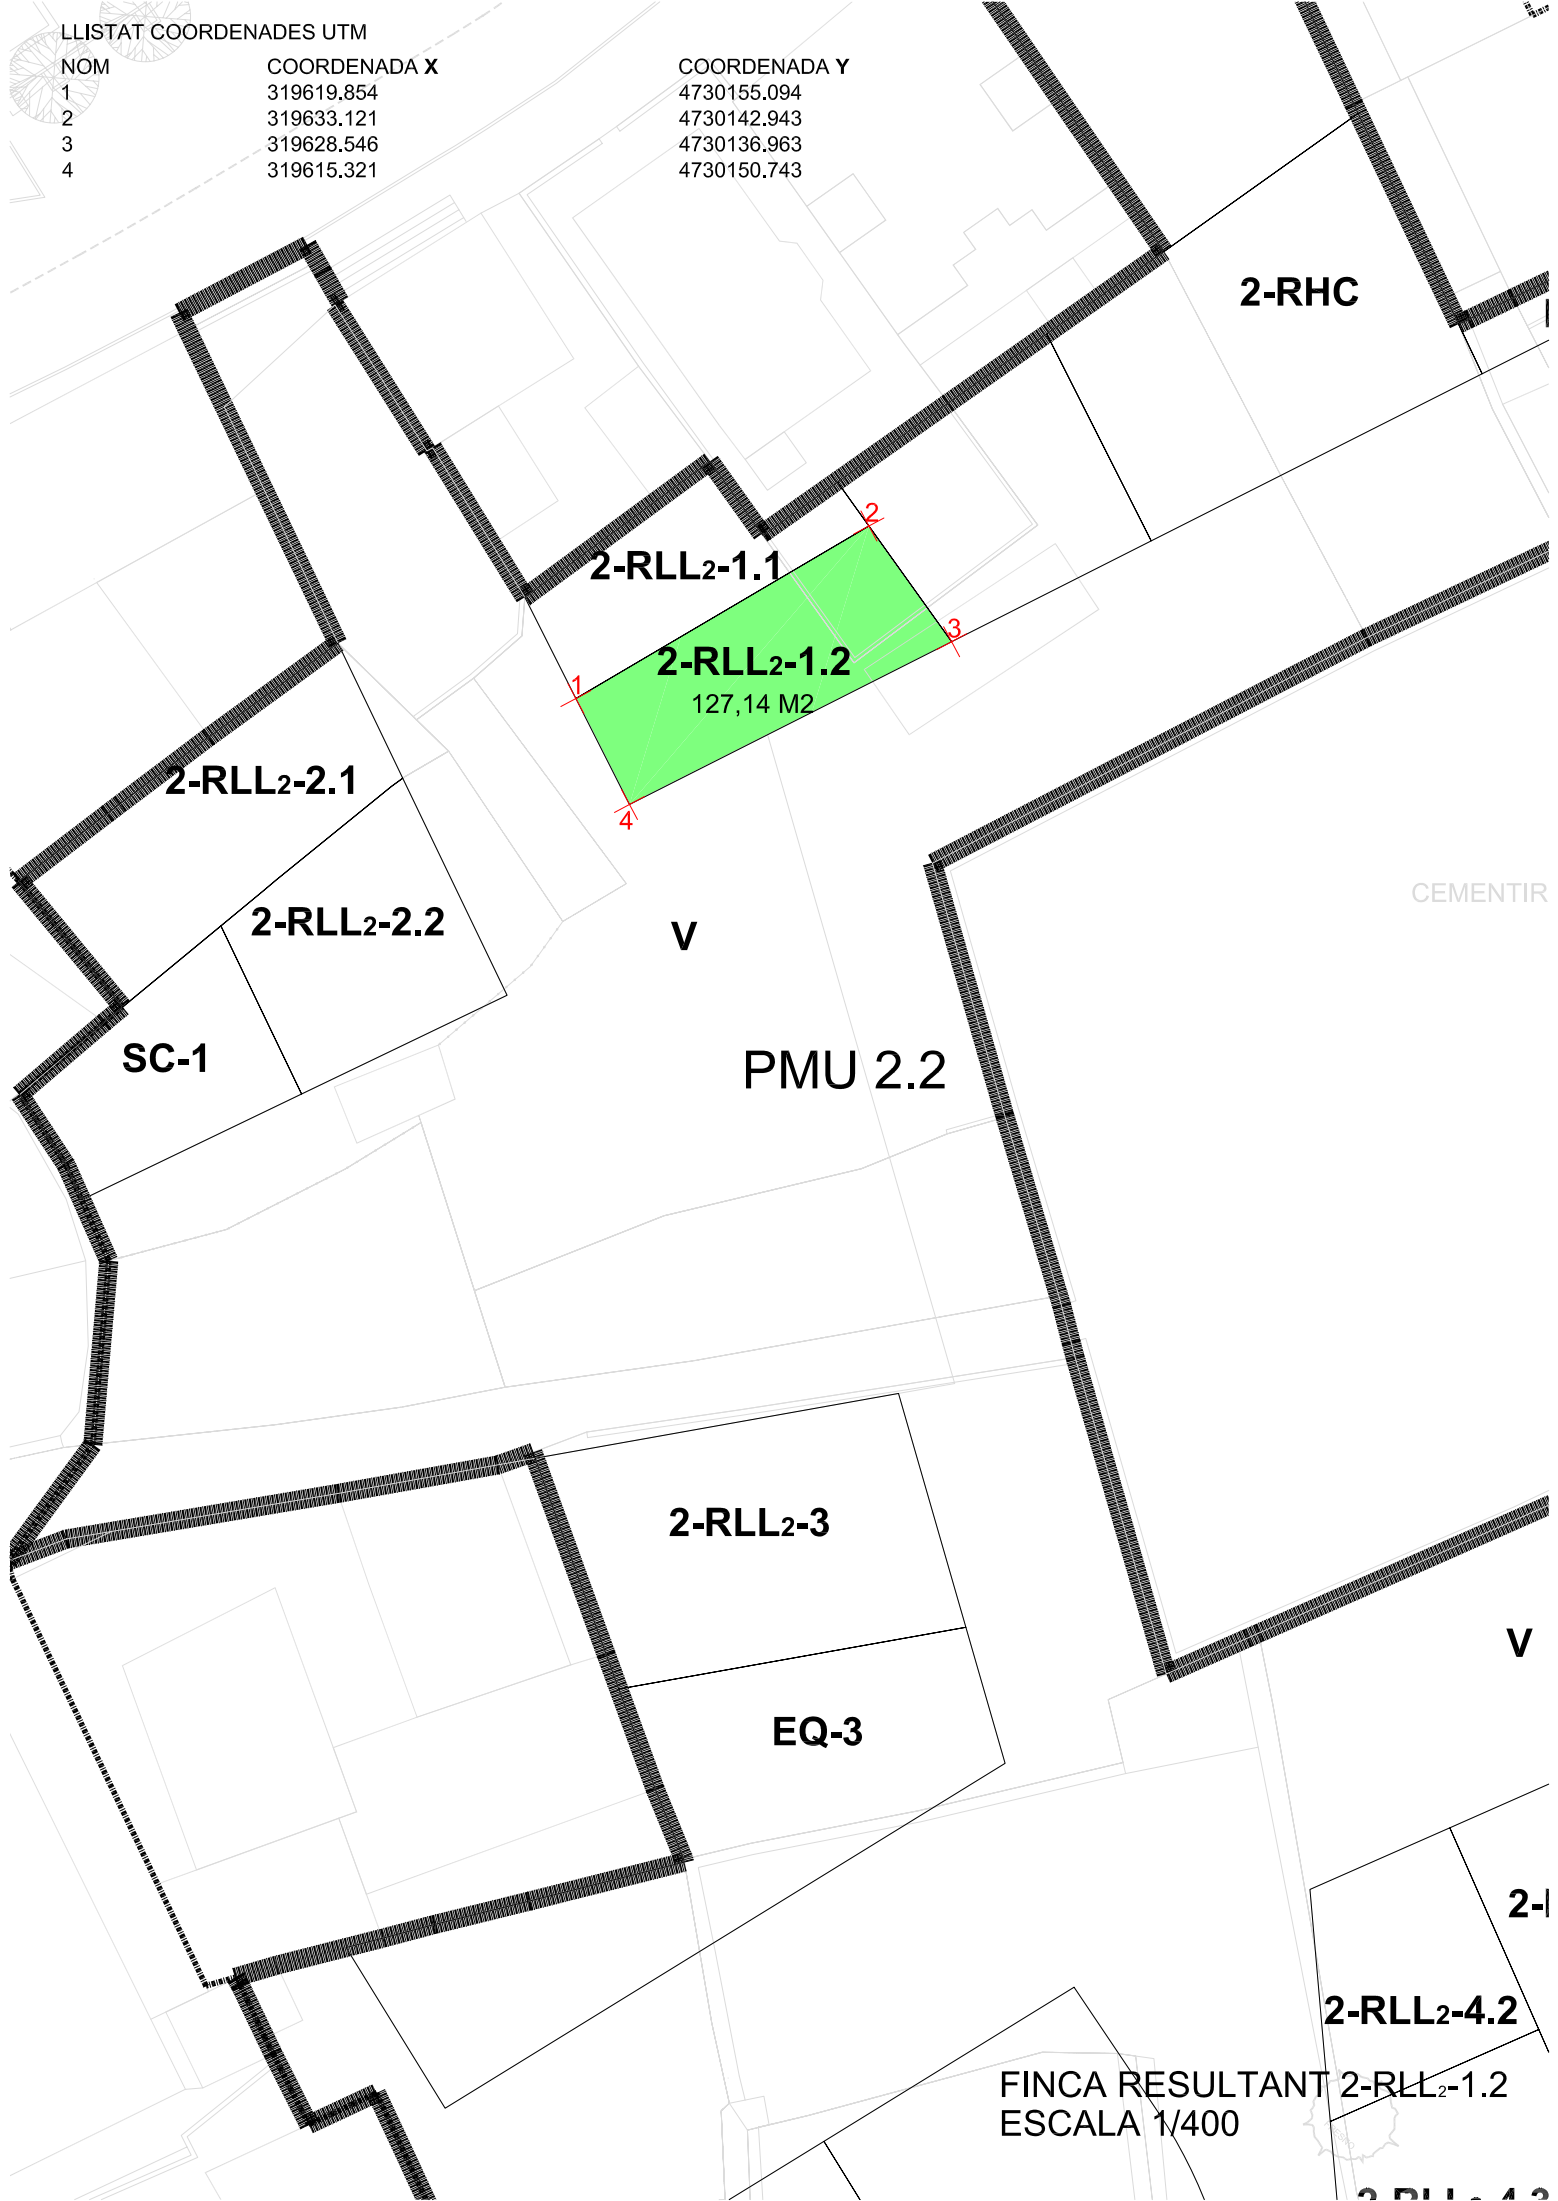 LLISTAT COORDENADES UTM
NOM COORDENADA X COORDENADA Y
1 319619.854 4730155.094
2 319633.121 4730142.943
3 319628.546 4730136.963
4 319615.321 4730150.743
2-RHC
2
2-RLL2-1.1
3
2-RLL2-1.2
1
127,14 M2
2-RLL2-2.1
4
CEMENTIR
2-RLL2-2.2
V
SC-1
PMU 2.2
2-RLL2-3
V
EQ-3
2-RLL2-4.2
FINCA RESULTANT 2-RLL2-1.2
ESCALA 1/400